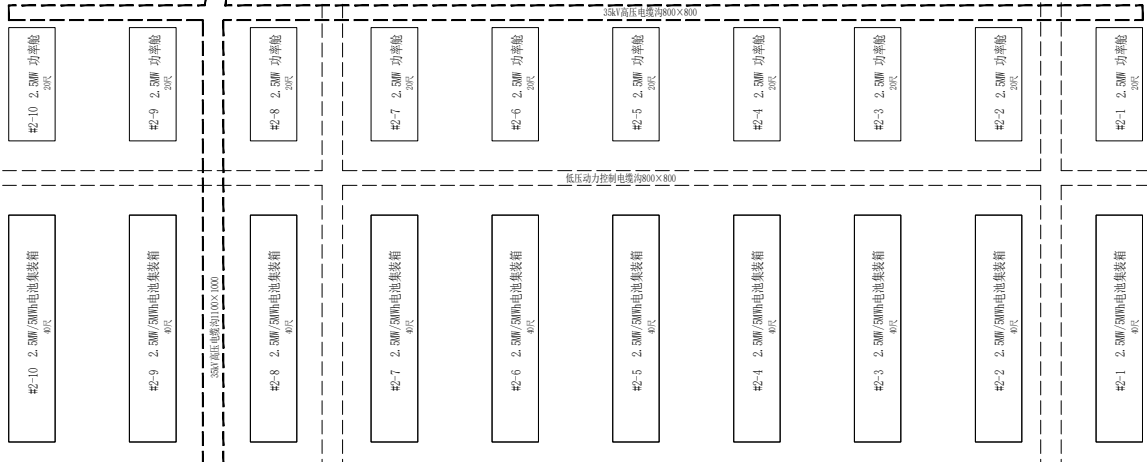 35kV高压电缆沟800×800
#2-10 2.5MW 功率舱
20尺
#2-9 2.5MW 功率舱
20尺
#2-8 2.5MW 功率舱
20尺
#2-7 2.5MW 功率舱
20尺
#2-6 2.5MW 功率舱
20尺
#2-5 2.5MW 功率舱
20尺
#2-4 2.5MW 功率舱
20尺
#2-3 2.5MW 功率舱
20尺
#2-2 2.5MW 功率舱
20尺
#2-1 2.5MW 功率舱
20尺
低压动力控制电缆沟800×800
#2-10 2.5MW/5MWh电池集装箱
40尺
#2-9 2.5MW/5MWh电池集装箱
40尺
35kV高压电缆沟1100×1000
#2-8 2.5MW/5MWh电池集装箱
40尺
#2-7 2.5MW/5MWh电池集装箱
40尺
#2-6 2.5MW/5MWh电池集装箱
40尺
#2-5 2.5MW/5MWh电池集装箱
40尺
#2-4 2.5MW/5MWh电池集装箱
40尺
#2-3 2.5MW/5MWh电池集装箱
40尺
#2-2 2.5MW/5MWh电池集装箱
40尺
#2-1 2.5MW/5MWh电池集装箱
40尺